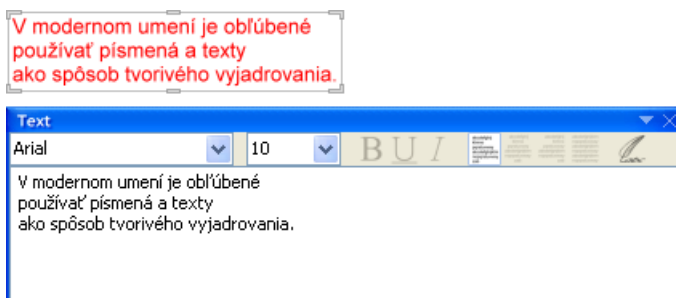 V modernom umení je obľúbené
používať písmená a texty
ako spôsob tvorivého vyjadrovania.
Text
Arial 10 B U I
V modernom umení je obľúbené
používať písmená a texty
ako spôsob tvorivého vyjadrovania.